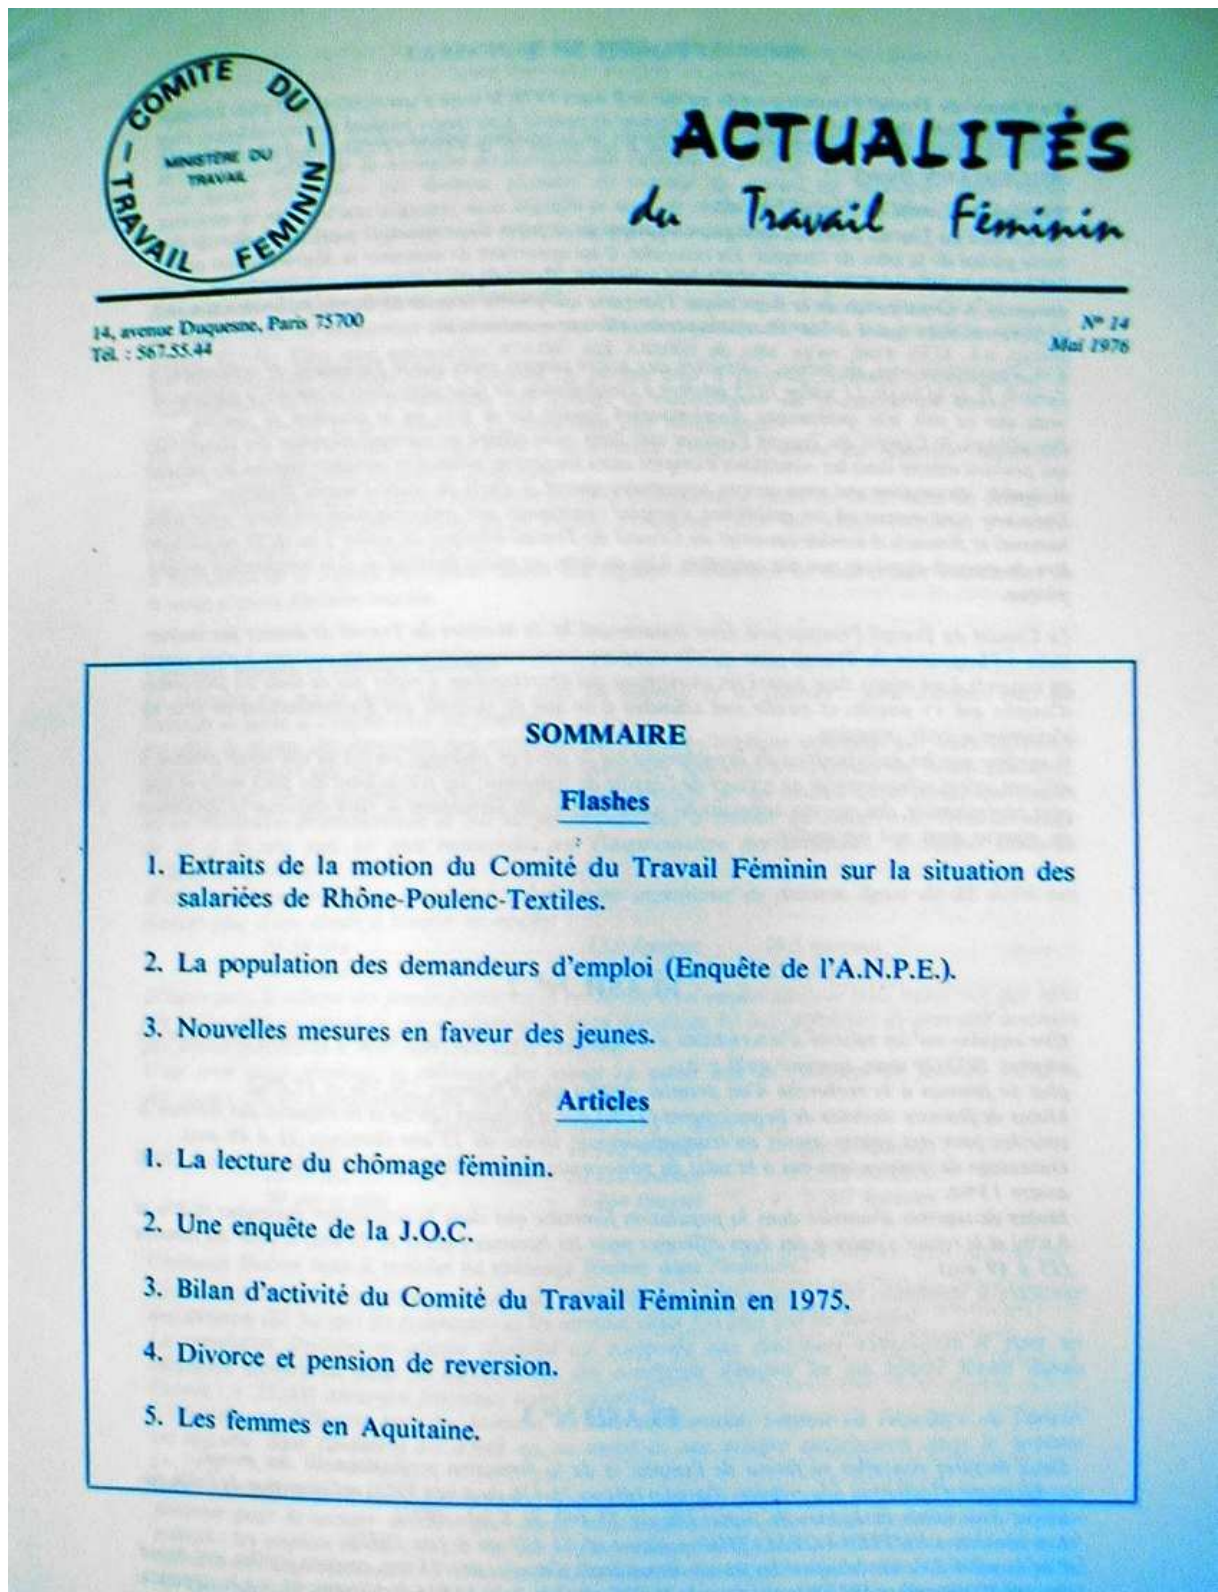 COMITE DU TRAVAIL FEMININ
MINISTÈRE DU
TRAVAIL
ACTUALITÉS
du Travail Féminin
14, avenue Duquesne, Paris 75700
Tél. : 567.55.44
N° 14
Mai 1976
SOMMAIRE
Flashes
1. Extraits de la motion du Comité du Travail Féminin sur la situation des
salariées de Rhône-Poulenc-Textiles.
2. La population des demandeurs d'emploi (Enquête de l'A.N.P.E.).
3. Nouvelles mesures en faveur des jeunes.
Articles
1. La lecture du chômage féminin.
2. Une enquête de la J.O.C.
3. Bilan d'activité du Comité du Travail Féminin en 1975.
4. Divorce et pension de reversion.
5. Les femmes en Aquitaine.